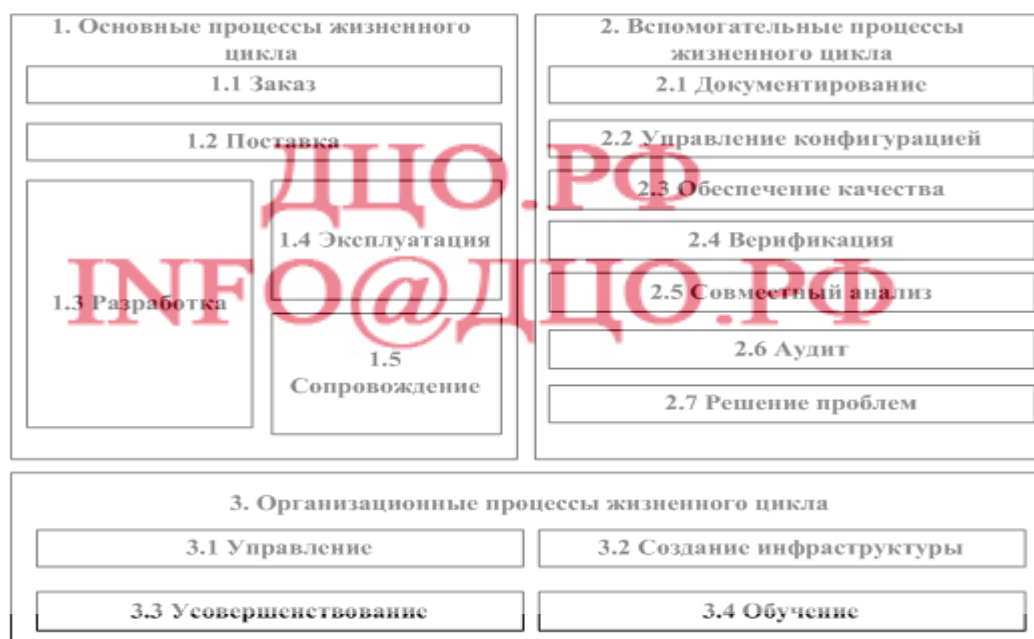 1. Основные процессы жизненного
цикла
1.1 Заказ
1.2 Поставка
1.3 Разработка
1.4 Эксплуатация
1.5
Сопровождение
2. Вспомогательные процессы
жизненного цикла
2.1 Документирование
2.2 Управление конфигурацией
2.3 Обеспечение качества
2.4 Верификация
2.5 Совместный анализ
2.6 Аудит
2.7 Решение проблем
3. Организационные процессы жизненного цикла
3.1 Управление
3.2 Создание инфраструктуры
3.3 Усовершенствование
3.4 Обучение
ДЦО.РФ
INFO@ДЦО.РФ